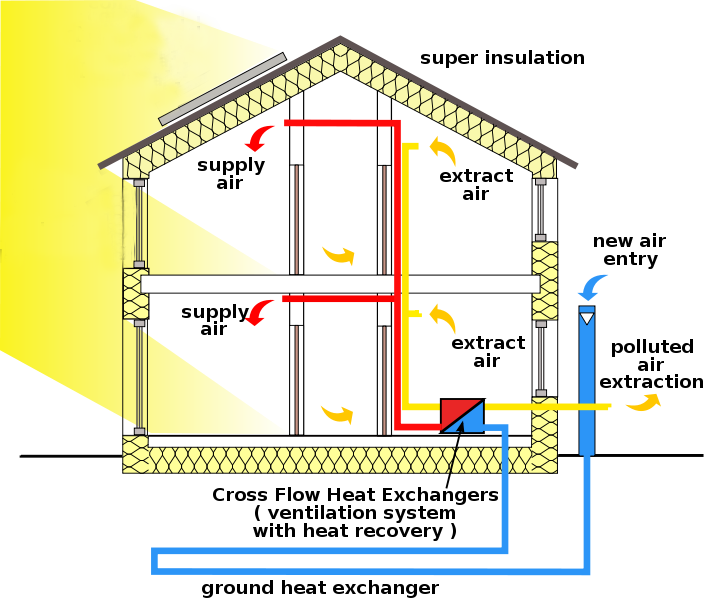 super insulation
supply
air
extract
air
new air
entry
supply
air
extract
air
polluted
air
extraction
Cross Flow Heat Exchangers
( ventilation system
with heat recovery )
ground heat exchanger